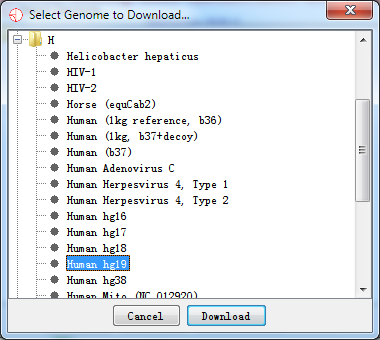 Select Genome to Download...
H
Helicobacter hepaticus
HIV-1
HIV-2
Horse (equCab2)
Human (1kg reference, b36)
Human (1kg, b37+decoy)
Human (b37)
Human Adenovirus C
Human Herpesvirus 4, Type 1
Human Herpesvirus 4, Type 2
Human hg16
Human hg17
Human hg18
Human hg19
Human hg38
Human Mito (NC_012920)
Cancel Download